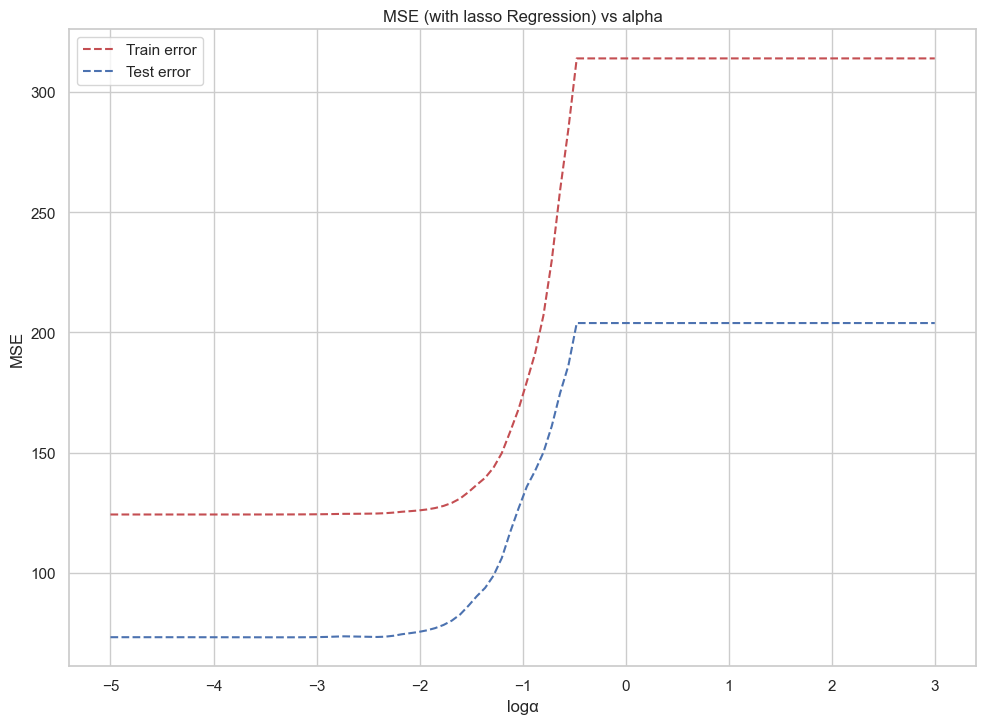 MSE (with lasso Regression) vs alpha
Train error
Test error
MSE
300
250
200
150
100
−5 −4 −3 −2 −1 0 1 2 3
logα